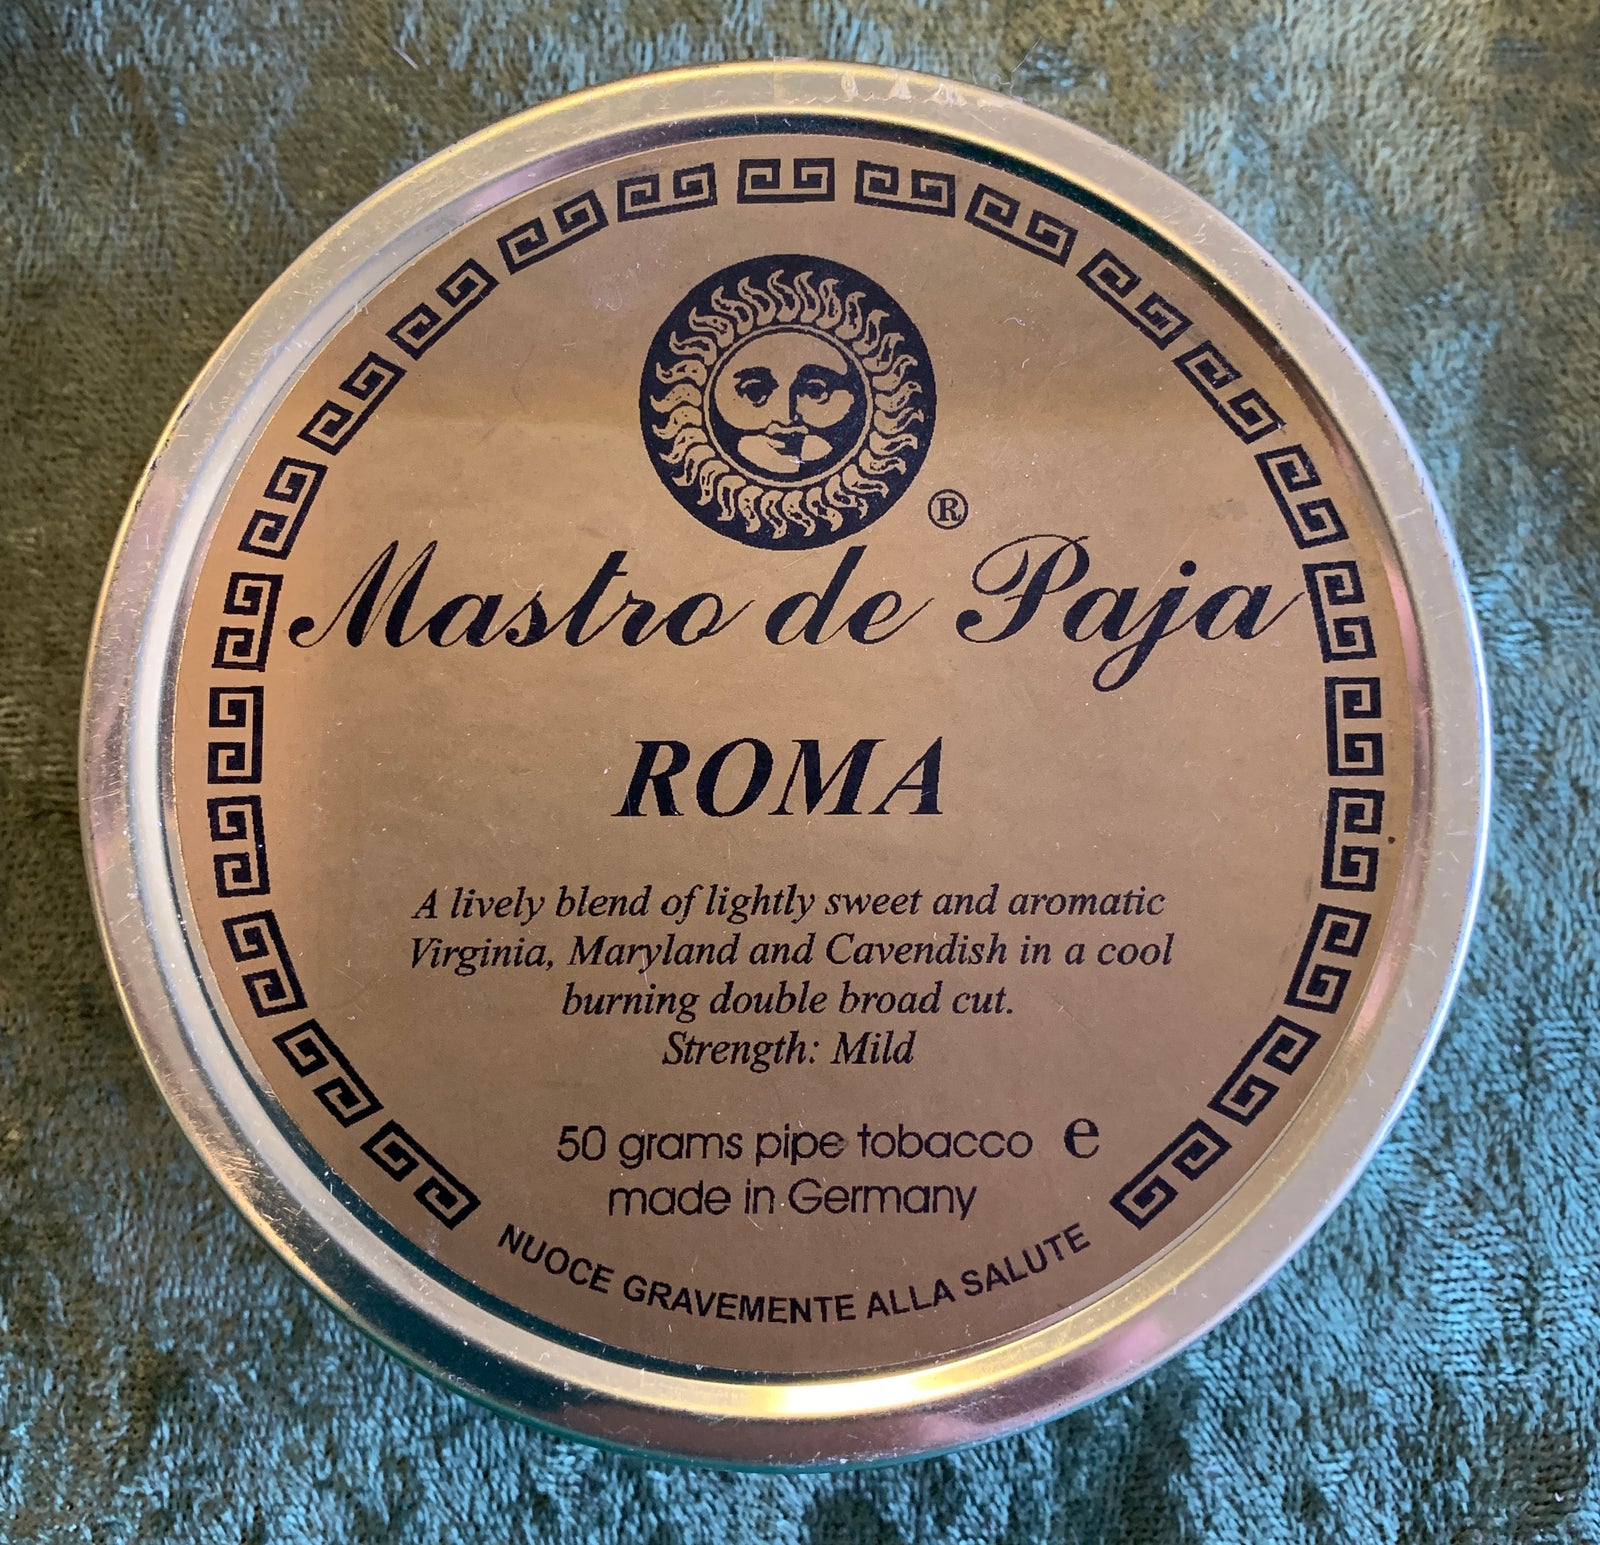 ®
Mastro de Paja
ROMA
A lively blend of lightly sweet and aromatic
Virginia, Maryland and Cavendish in a cool
burning double broad cut.
Strength: Mild
50 grams pipe tobacco e
made in Germany
NUOCE GRAVEMENTE ALLA SALUTE